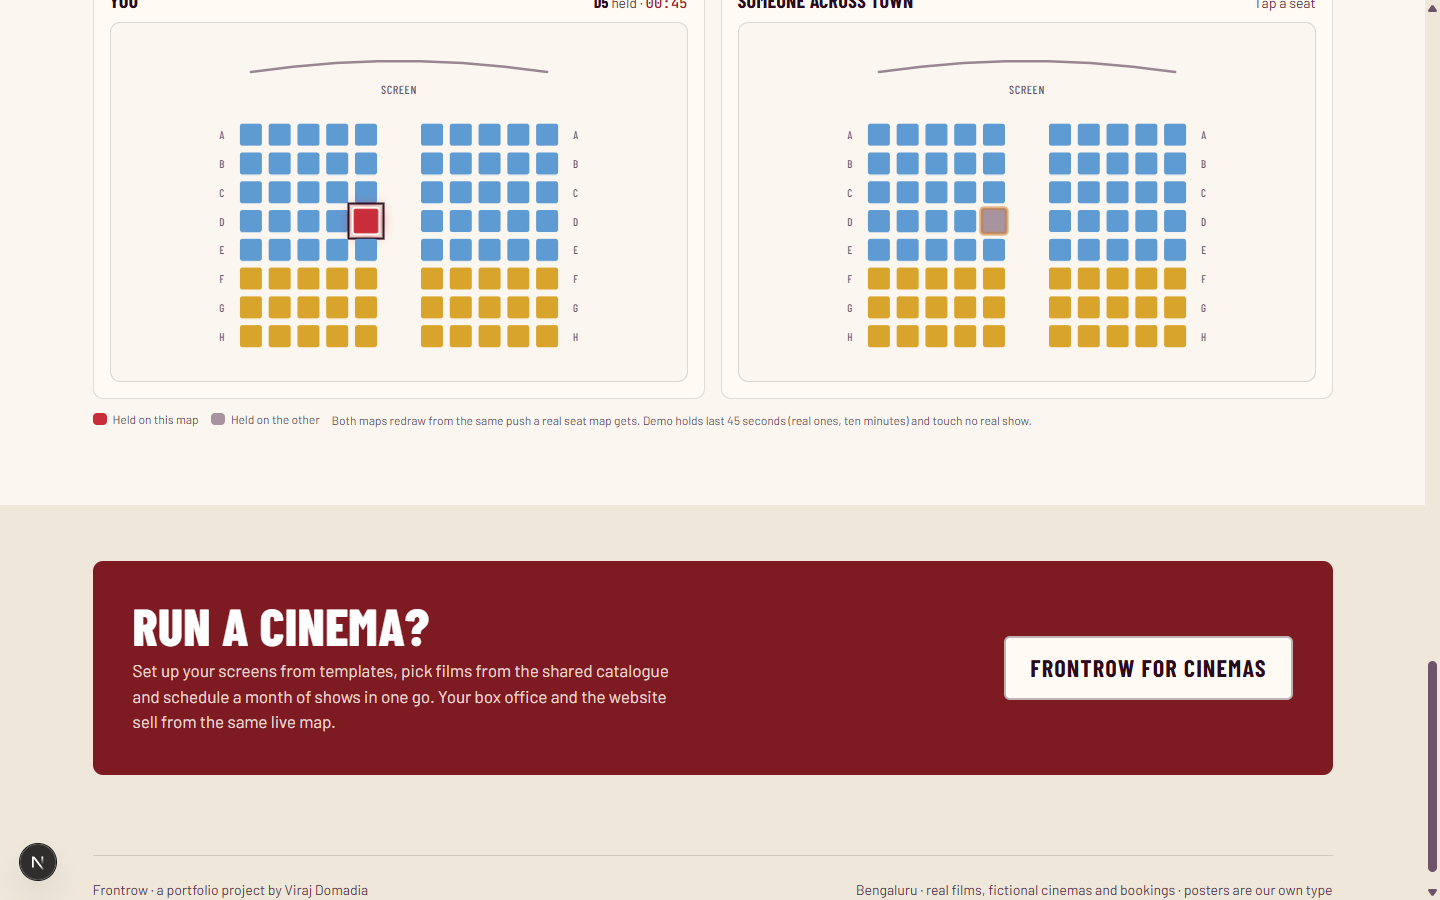 YOU
D5 held · 00:45
SOMEONE ACROSS TOWN
Tap a seat
SCREEN
SCREEN
A A
B B
C C
D D
E E
F F
G G
H H
A A
B B
C C
D D
E E
F F
G G
H H
Held on this map
Held on the other
Both maps redraw from the same push a real seat map gets. Demo holds last 45 seconds (real ones, ten minutes) and touch no real show.
RUN A CINEMA?
Set up your screens from templates, pick films from the shared catalogue
and schedule a month of shows in one go. Your box office and the website
sell from the same live map.
FRONTROW FOR CINEMAS
N
Frontrow · a portfolio project by Viraj Domadia
Bengaluru · real films, fictional cinemas and bookings · posters are our own type